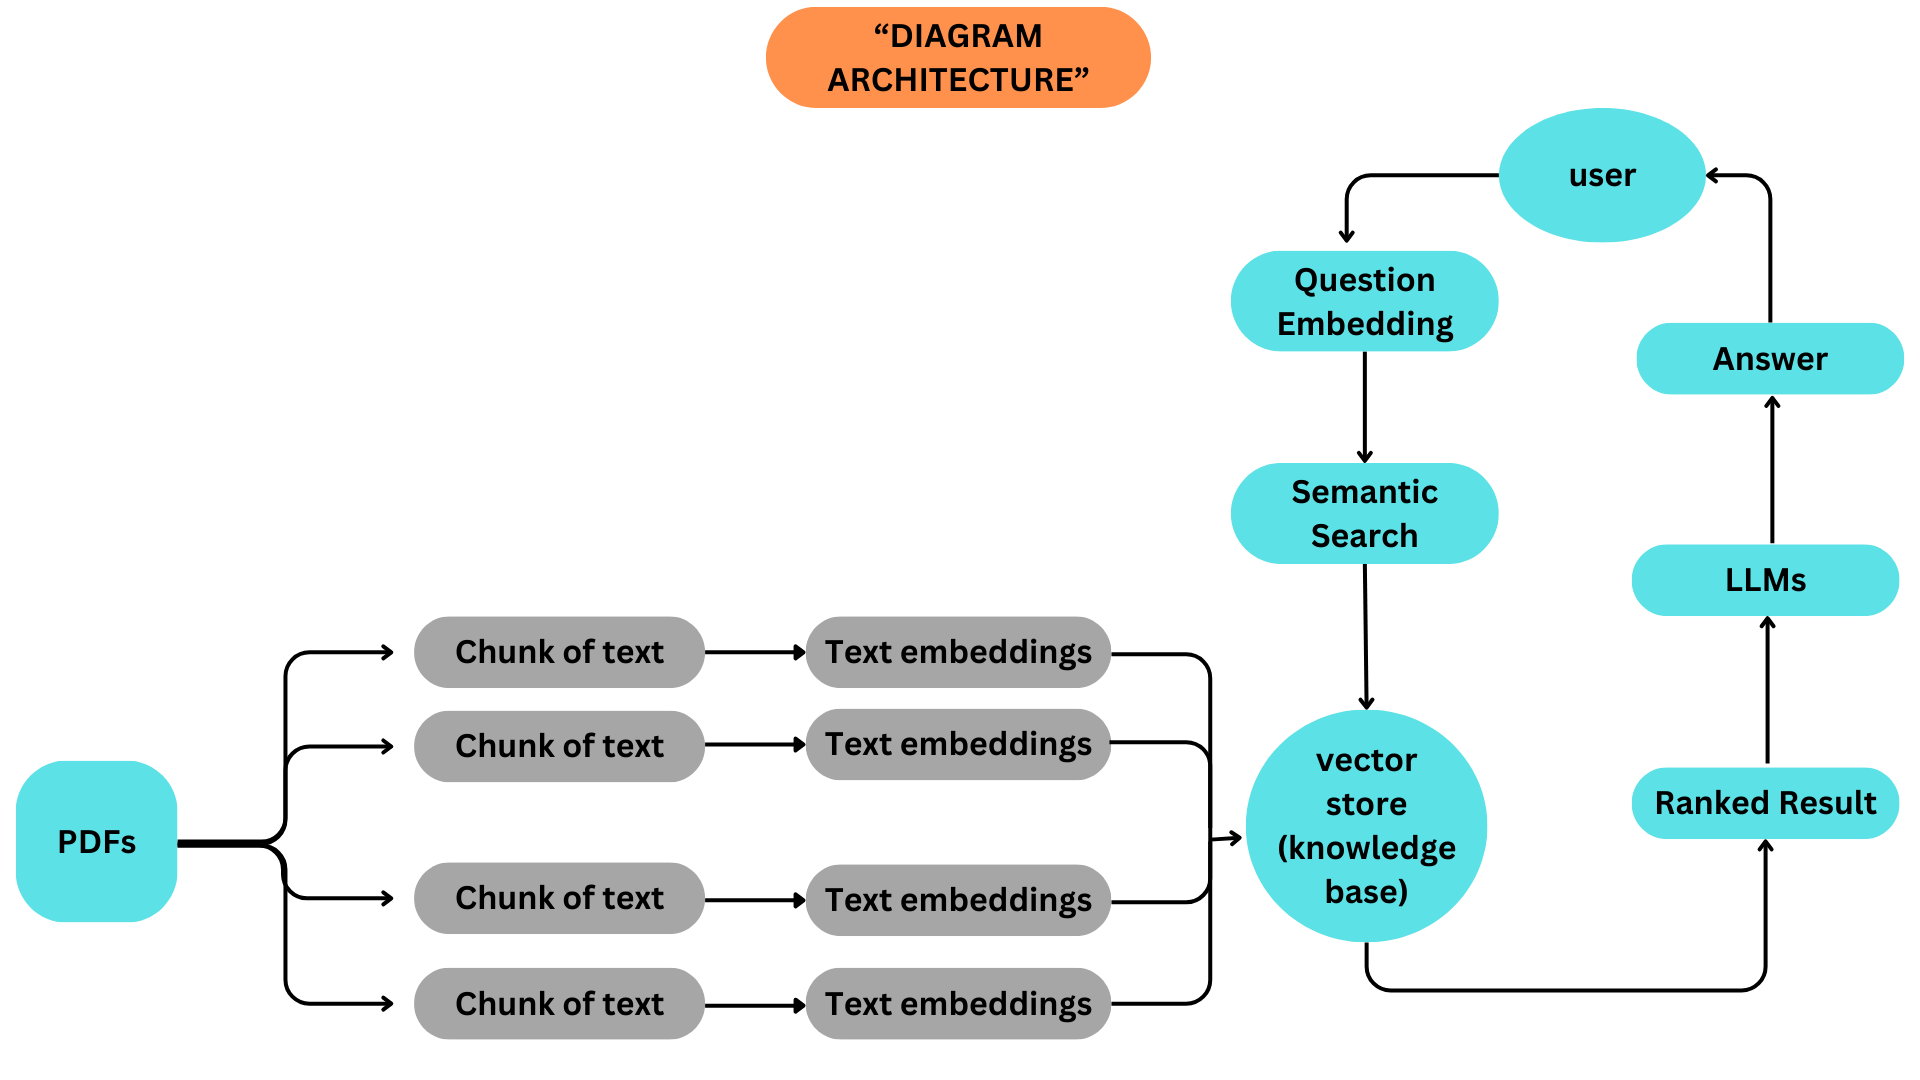 “DIAGRAM
ARCHITECTURE”
user
Question
Embedding
Answer
Semantic
Search
LLMs
Chunk of text
Text embeddings
Chunk of text
Text embeddings
vector
store
(knowledge
base)
Ranked Result
PDFs
Chunk of text
Text embeddings
Chunk of text
Text embeddings